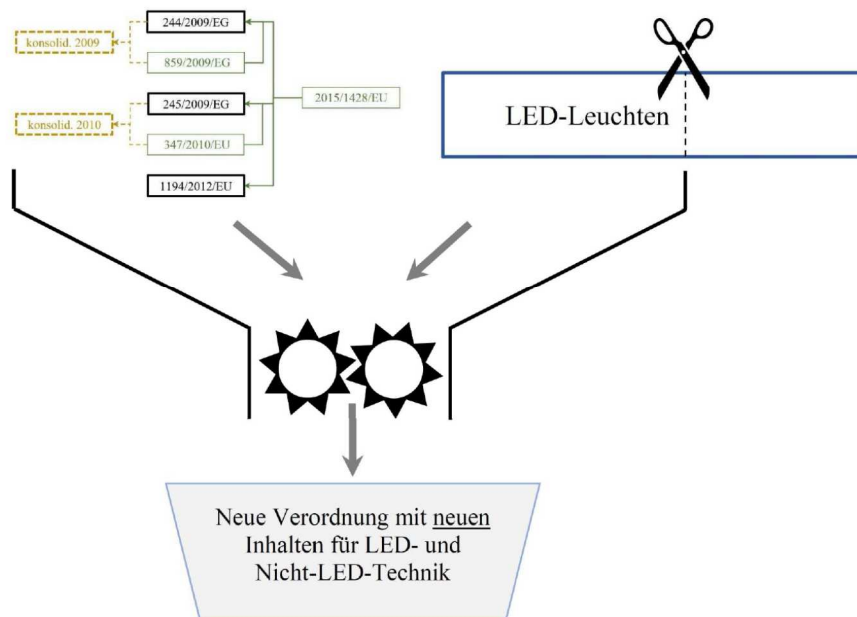 244/2009/EG
konsolid. 2009
859/2009/EG
245/2009/EG
2015/1428/EU
konsolid. 2010
347/2010/EU
1194/2012/EU
LED-Leuchten
Neue Verordnung mit neuen
Inhalten für LED- und
Nicht-LED-Technik